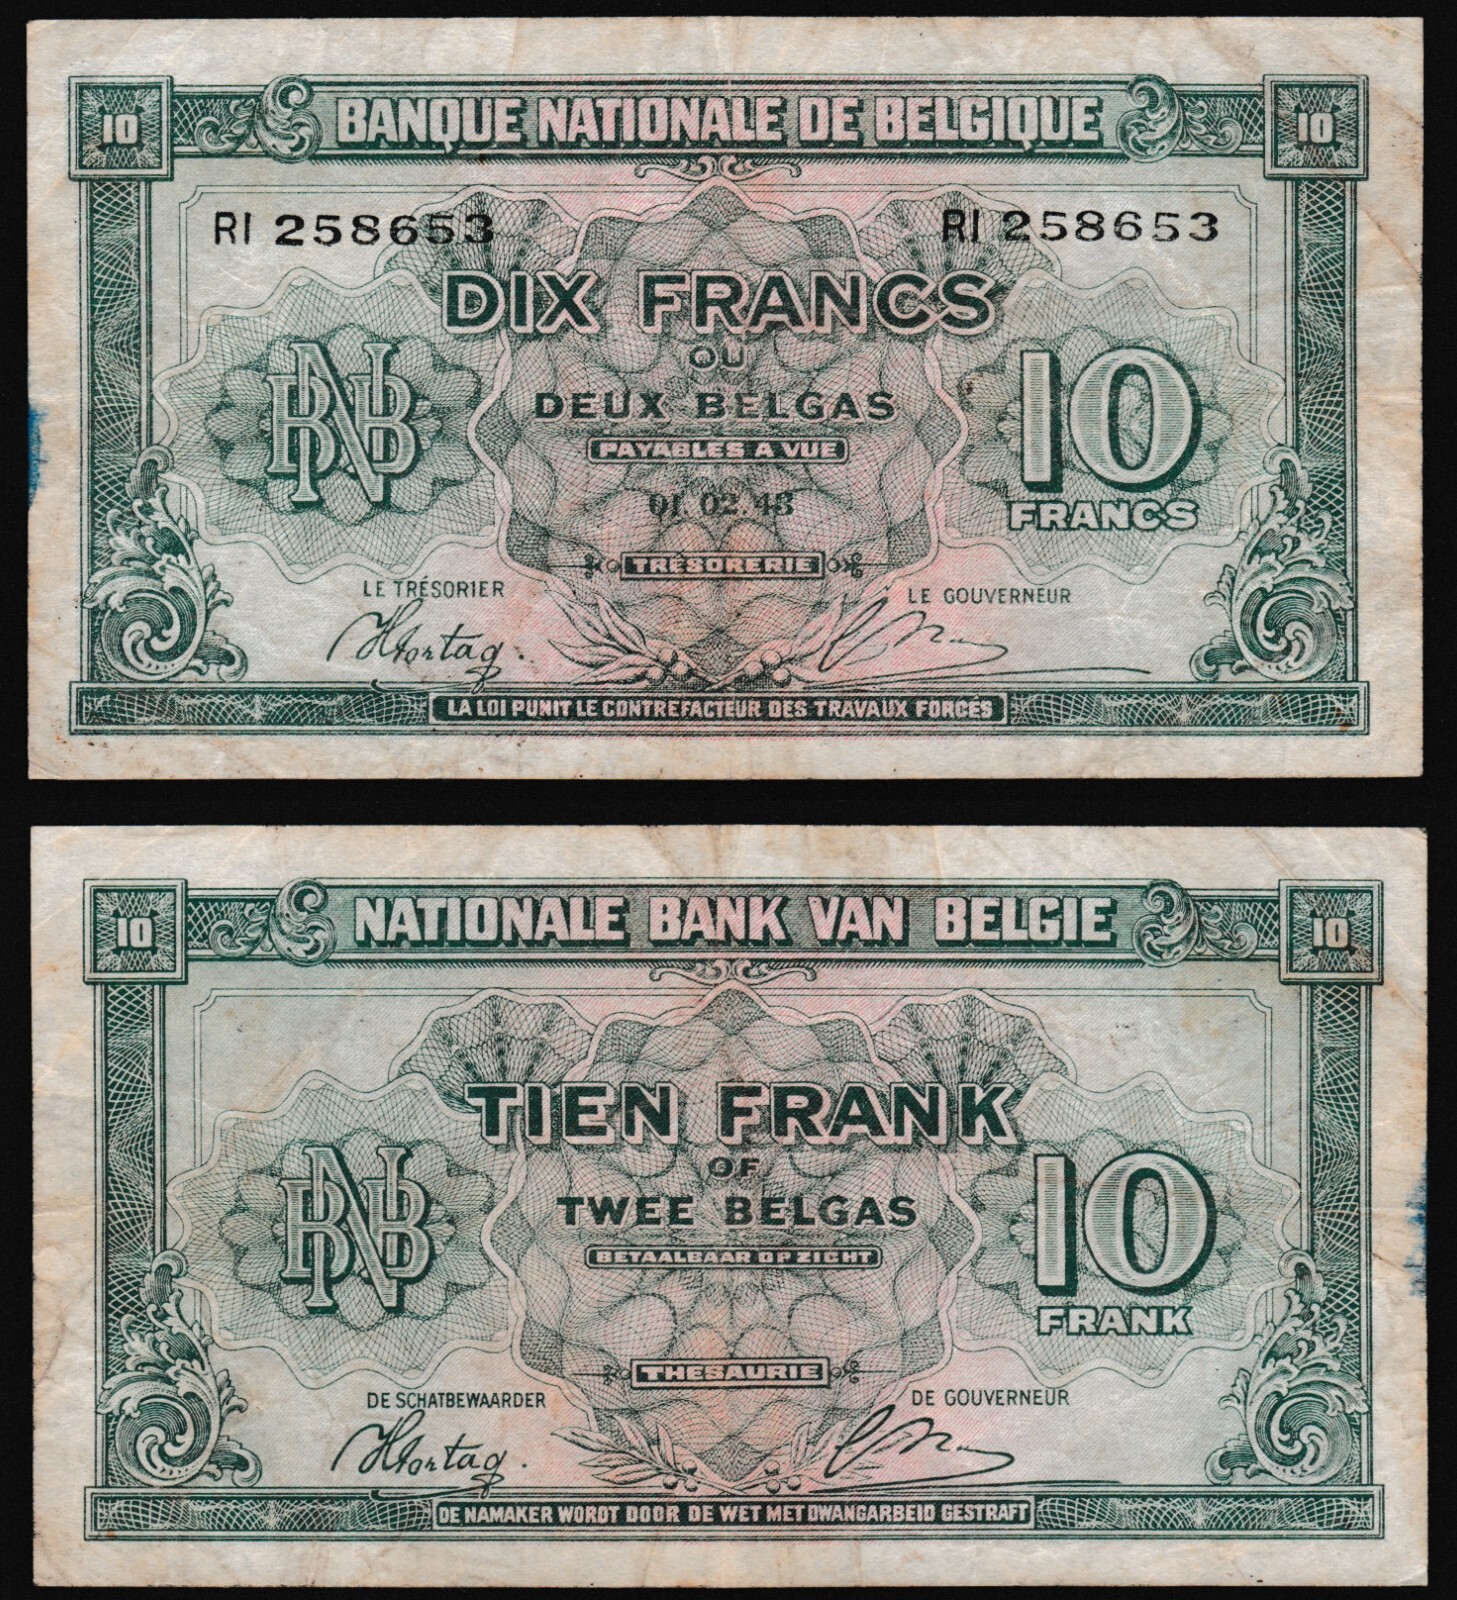 10 BANQUE NATIONALE DE BELGIQUE 10
RI 258653 RI 258653
DIX FRANCS
OU
DEUX BELGAS
PAYABLES A VUE
BNB
10
FRANCS
01.02.43
TRÉSORERIE
LE TRÉSORIER LE GOUVERNEUR
LA LOI PUNIT LE CONTREFACTEUR DES TRAVAUX FORCÉS
10 NATIONALE BANK VAN BELGIE 10
TIEN FRANK
OF
TWEE BELGAS
BETAALBAAR OP ZICHT
BNB
10
FRANK
THESAURIE
DE SCHATBEWAARDER DE GOUVERNEUR
DE NAMAKER WORDT DOOR DE WET MET DWANGARBEID GESTRAFT